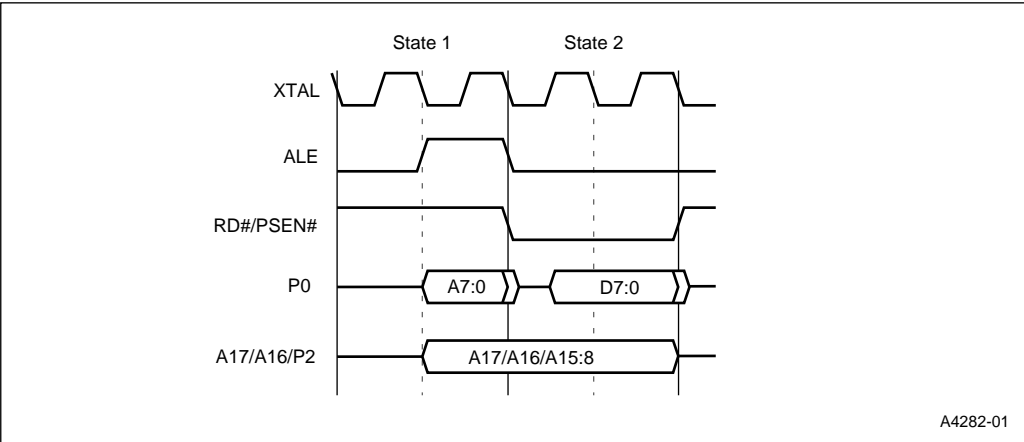 State 1 State 2
XTAL
ALE
RD#/PSEN#
P0 A7:0 D7:0
A17/A16/P2 A17/A16/A15:8
A4282-01